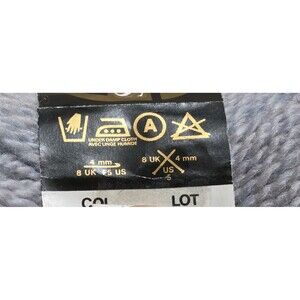 A
UNDER DAMP CLOTH
AVEC LINGE HUMIDE
4 mm
8 UK F5 US
8 UK 4 mm
US
5
COL
LOT